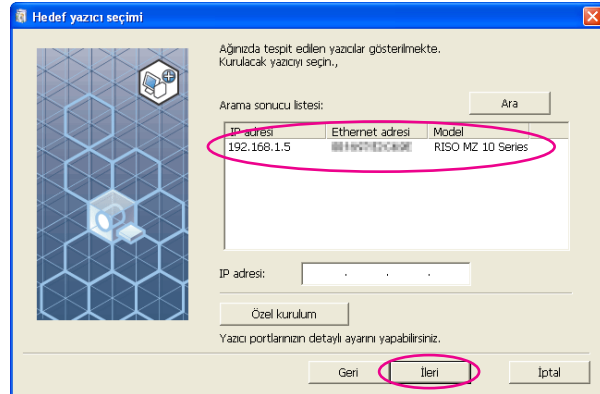 Hedef yazıcı seçimi
Ağınızda tespit edilen yazıcılar gösterilmekte.
Kurulacak yazıcıyı seçin.,
Arama sonucu listesi:
Ara
IP adresi Ethernet adresi Model
192.168.1.5 RISO MZ 10 Series
IP adresi: . . .
Özel kurulum
Yazıcı portlarınızın detaylı ayarını yapabilirsiniz.
Geri İleri İptal